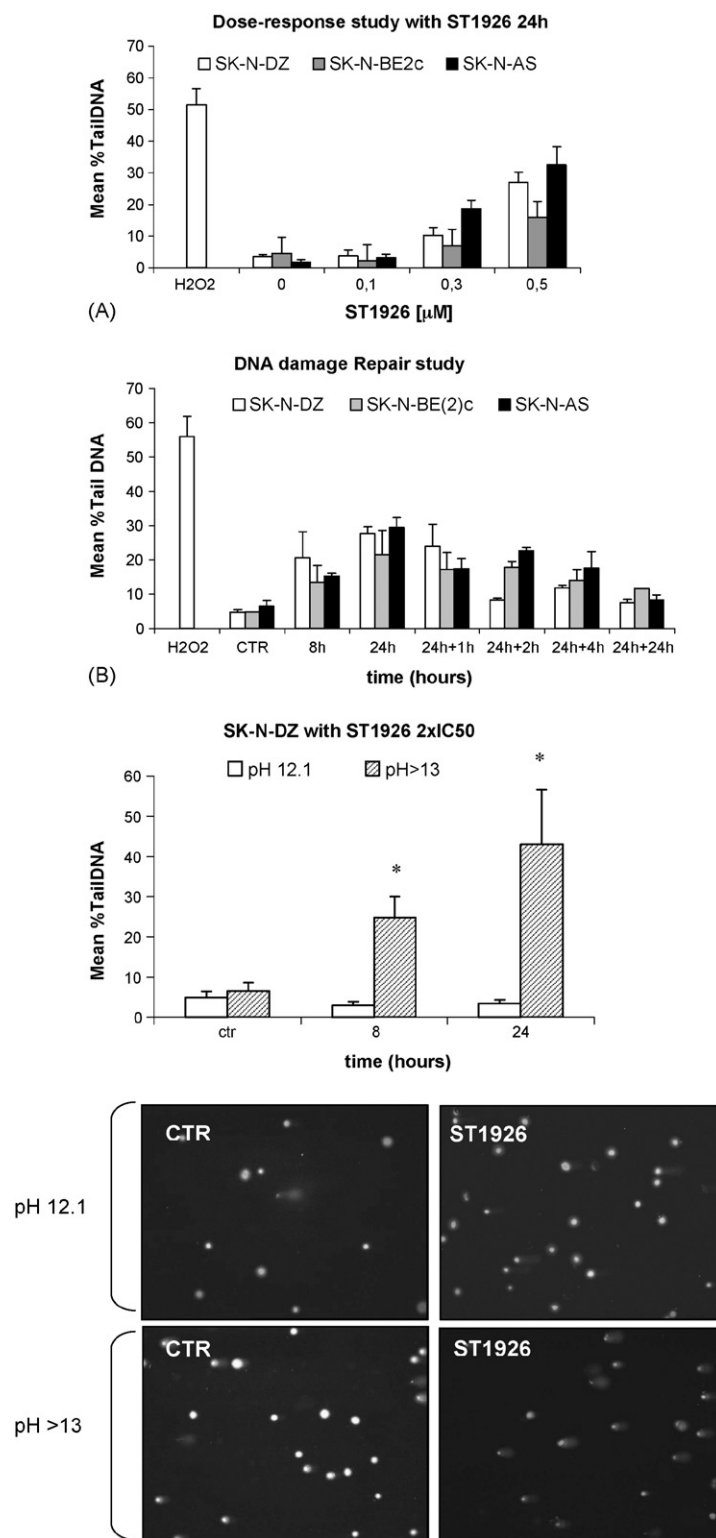 Dose-response study with ST1926 24h
SK-N-DZ SK-N-BE2c SK-N-AS
Mean %TailDNA
70
60
50
40
30
20
10
0
H2O2 0 0,1 0,3 0,5
(A) ST1926 [µM]
DNA damage Repair study
SK-N-DZ SK-N-BE(2)c SK-N-AS
Mean %Tail DNA
70
60
50
40
30
20
10
0
H2O2 CTR 8h 24h 24h+1h 24h+2h 24h+4h 24h+24h
(B) time (hours)
SK-N-DZ with ST1926 2xIC50
pH 12.1 pH>13
*
*
Mean %TailDNA
60
50
40
30
20
10
0
ctr 8 24
time (hours)
pH 12.1
CTR ST1926
pH >13
CTR ST1926